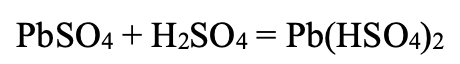 PbSO4 + H2SO4 = Pb(HSO4)2